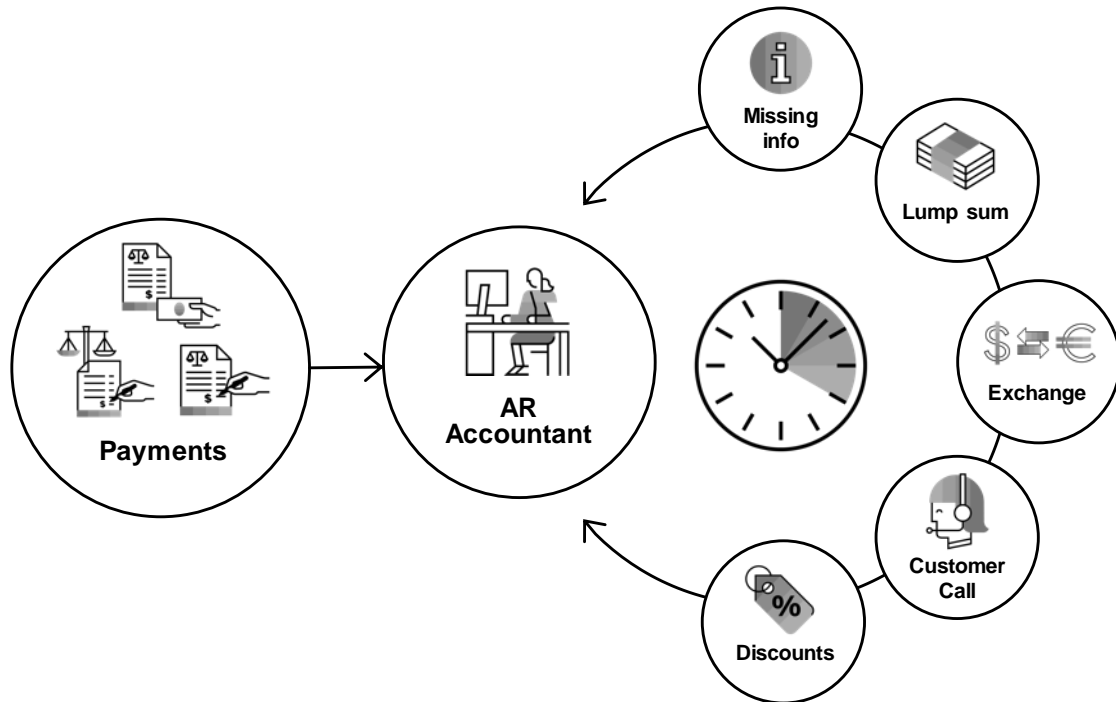 Missing
info
Lump sum
$ €
Exchange
Customer
Call
%
Discounts
AR
Accountant
$
$
$
Payments
i